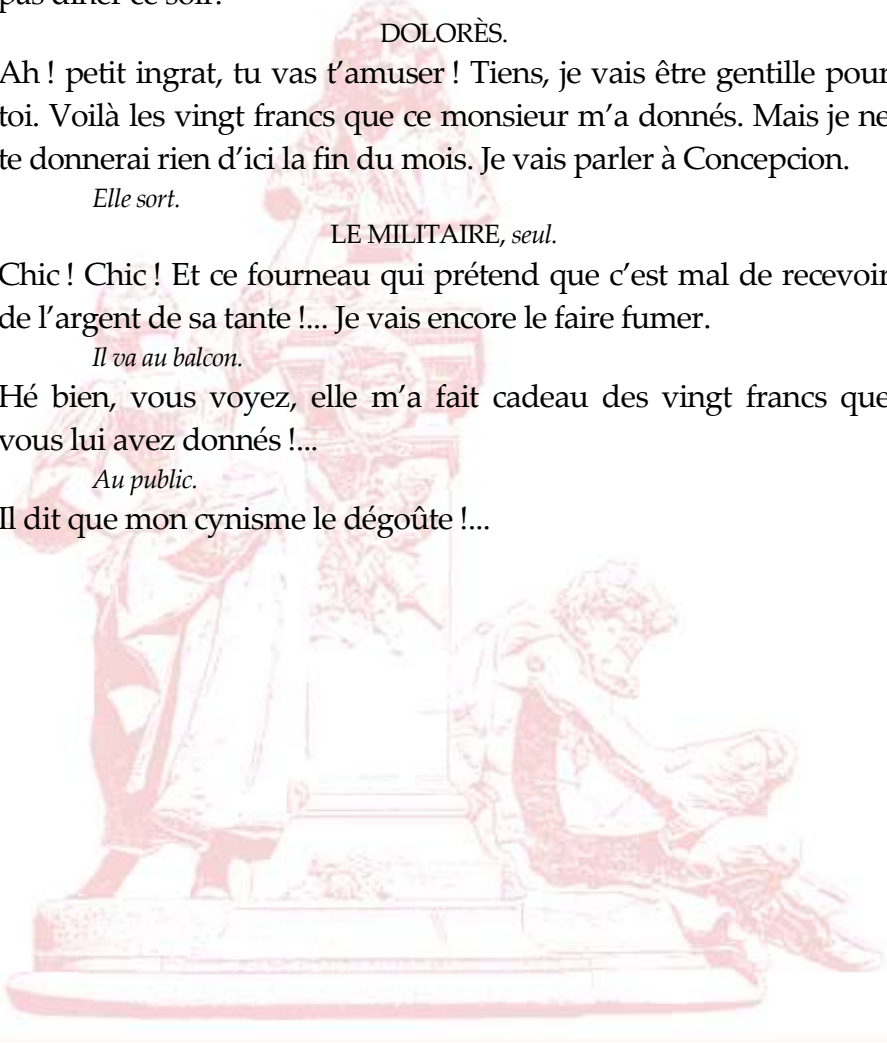 pas dîner ce soir.
DOLORÈS.
Ah ! petit ingrat, tu vas t’amuser ! Tiens, je vais être gentille pour
toi. Voilà les vingt francs que ce monsieur m’a donnés. Mais je ne
te donnerai rien d’ici la fin du mois. Je vais parler à Concepcion.
Elle sort.
LE MILITAIRE, seul.
Chic ! Chic ! Et ce fourneau qui prétend que c’est mal de recevoir
de l’argent de sa tante !... Je vais encore le faire fumer.
Il va au balcon.
Hé bien, vous voyez, elle m’a fait cadeau des vingt francs que
vous lui avez donnés !...
Au public.
Il dit que mon cynisme le dégoûte !...